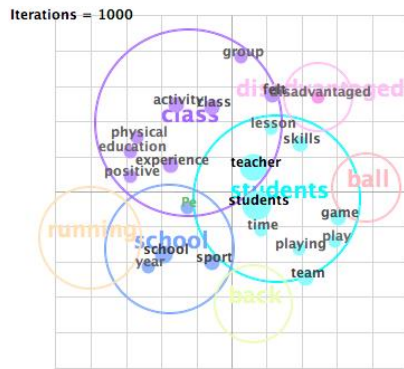 Iterations = 1000
group
felt
disadvantaged
disadvantaged
activity
class
class
lesson
physical
skills
education
experience
teacher
positive
ball
students
Pe
students
game
running
time
school
play
school
playing
year
sport
team
back